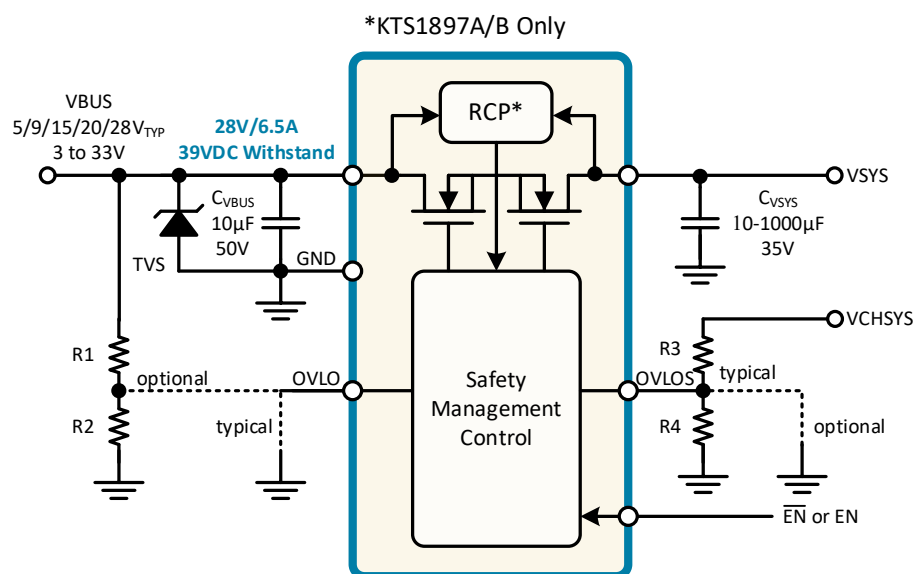 *KTS1897A/B Only
VBUS
5/9/15/20/28VTYP
3 to 33V
28V/6.5A
39VDC Withstand
RCP*
CVBUS
10µF
50V
TVS
GND
VSYS
CVSYS
10-1000µF
35V
VCHSYS
R1
R2
optional
typical
OVLO
Safety
Management
Control
OVLOS
R3
R4
typical
optional
E̅N̅ or EN